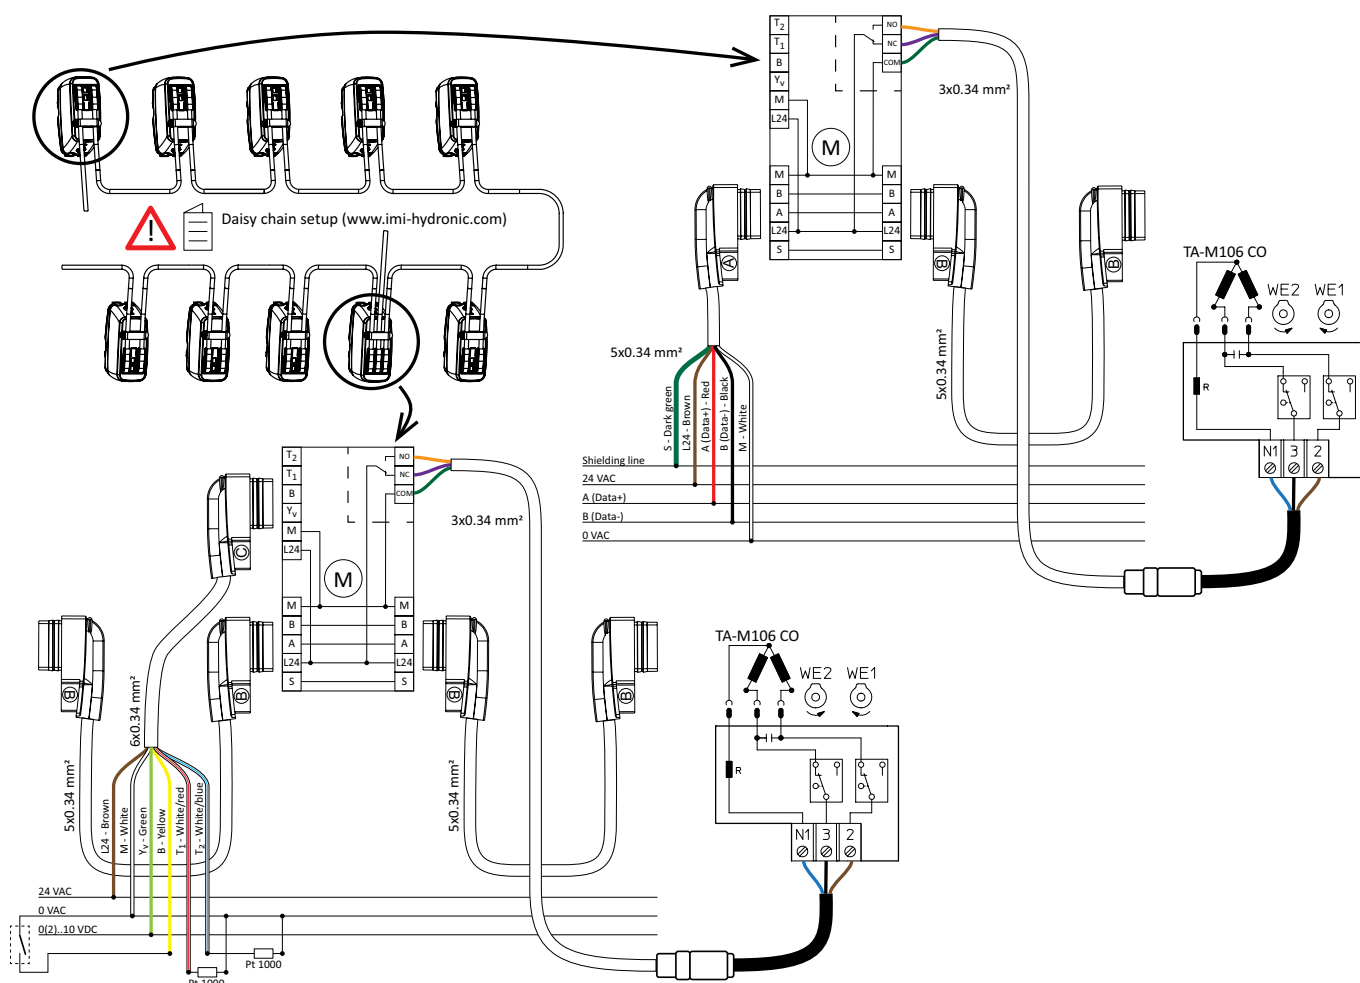 T2
T1
B
Yv
M
L24
NO
NC
COM
3x0.34 mm²
M
M
B
A
L24
S
M
B
A
L24
S
Daisy chain setup (www.imi-hydronic.com)
A
B
B
5x0.34 mm²
5x0.34 mm²
S - Dark green
L24 - Brown
A (Data+) - Red
B (Data-) - Black
M - White
Shielding line
24 VAC
A (Data+)
B (Data-)
0 VAC
TA-M106 CO
WE2
WE1
R
N1
3
2
T2
T1
B
Yv
M
L24
NO
NC
COM
3x0.34 mm²
M
M
B
A
L24
S
M
B
A
L24
S
C
B
B
B
B
6x0.34 mm²
5x0.34 mm²
5x0.34 mm²
L24 - Brown
M - White
Yv - Green
B - Yellow
T1 - White/red
T2 - White/blue
24 VAC
0 VAC
0(2)..10 VDC
Pt 1000
Pt 1000
TA-M106 CO
WE2
WE1
R
N1
3
2